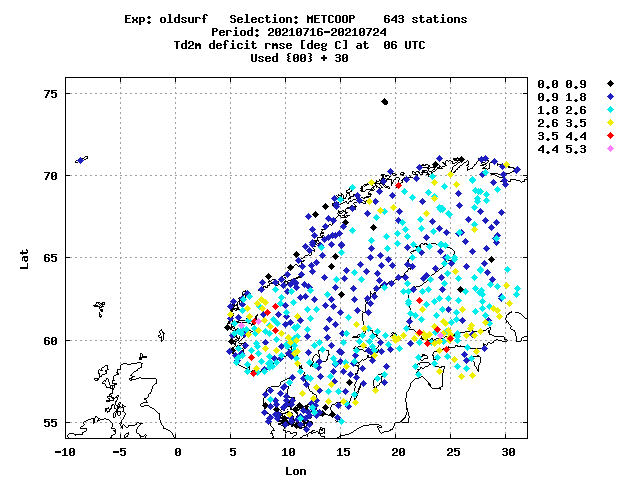 Exp: oldsurf   Selection: METCOOP    643 stations
Period: 20210716-20210724
Td2m deficit rmse [deg C] at  06 UTC
Used {00} + 30
0.0 0.9
0.9 1.8
1.8 2.6
2.6 3.5
3.5 4.4
4.4 5.3
75
70
65
60
55
Lat
-10 -5 0 5 10 15 20 25 30
Lon